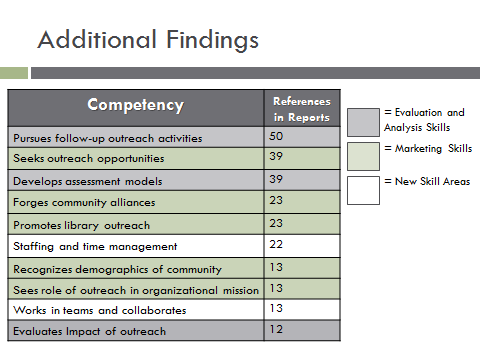 Additional Findings
Competency
References
in Reports
Pursues follow-up outreach activities 50
Seeks outreach opportunities 39
Develops assessment models 39
Forges community alliances 23
Promotes library outreach 23
Staffing and time management 22
Recognizes demographics of community 13
Sees role of outreach in organizational mission 13
Works in teams and collaborates 13
Evaluates Impact of outreach 12
= Evaluation and
Analysis Skills
= Marketing Skills
= New Skill Areas